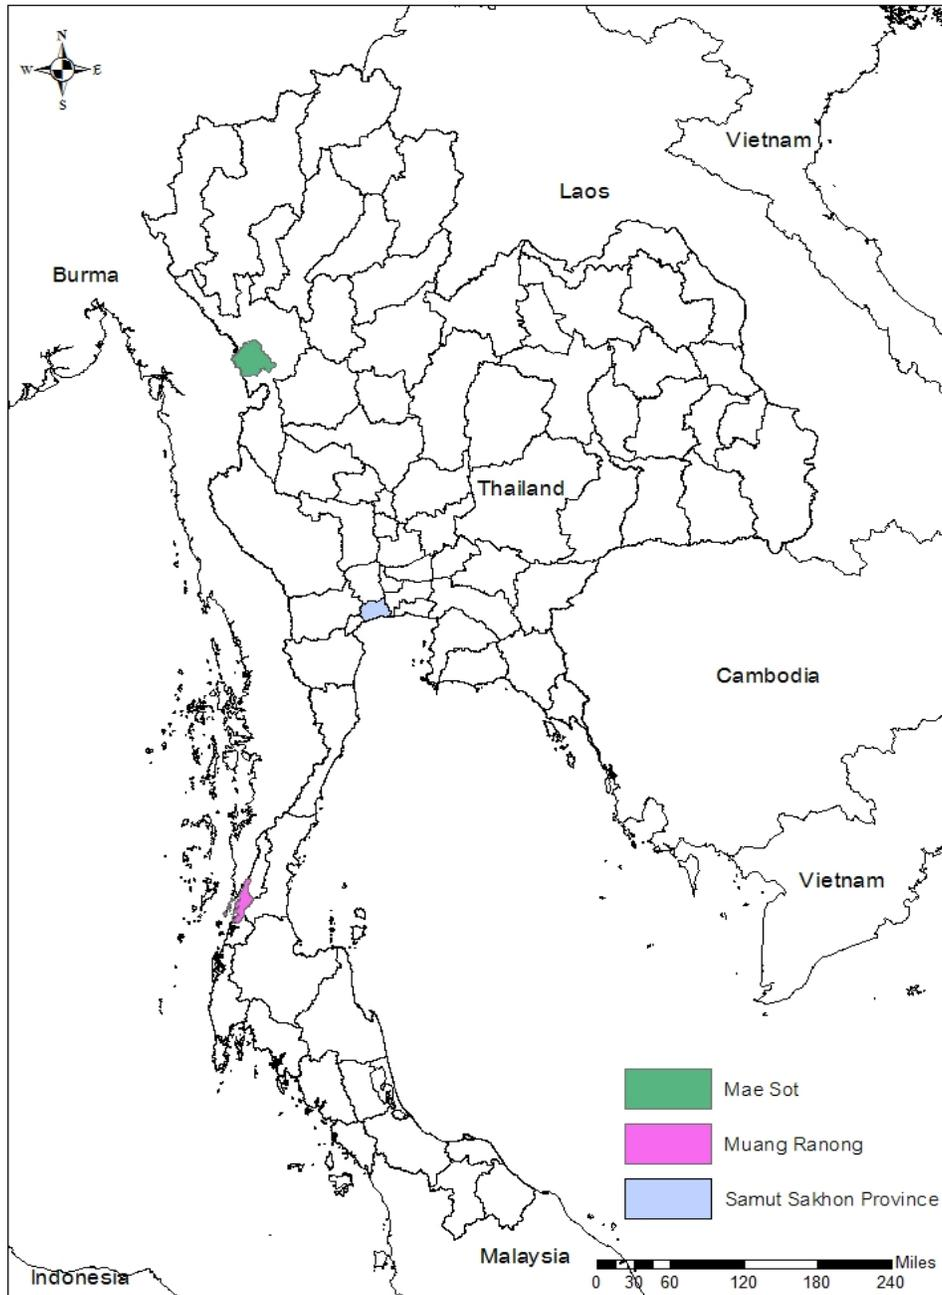 N
W E
S
Vietnam
Laos
Burma
Thailand
Cambodia
Vietnam
Mae Sot
Muang Ranong
Samut Sakhon Province
Malaysia
Miles
Indonesia
0 30 60 120 180 240